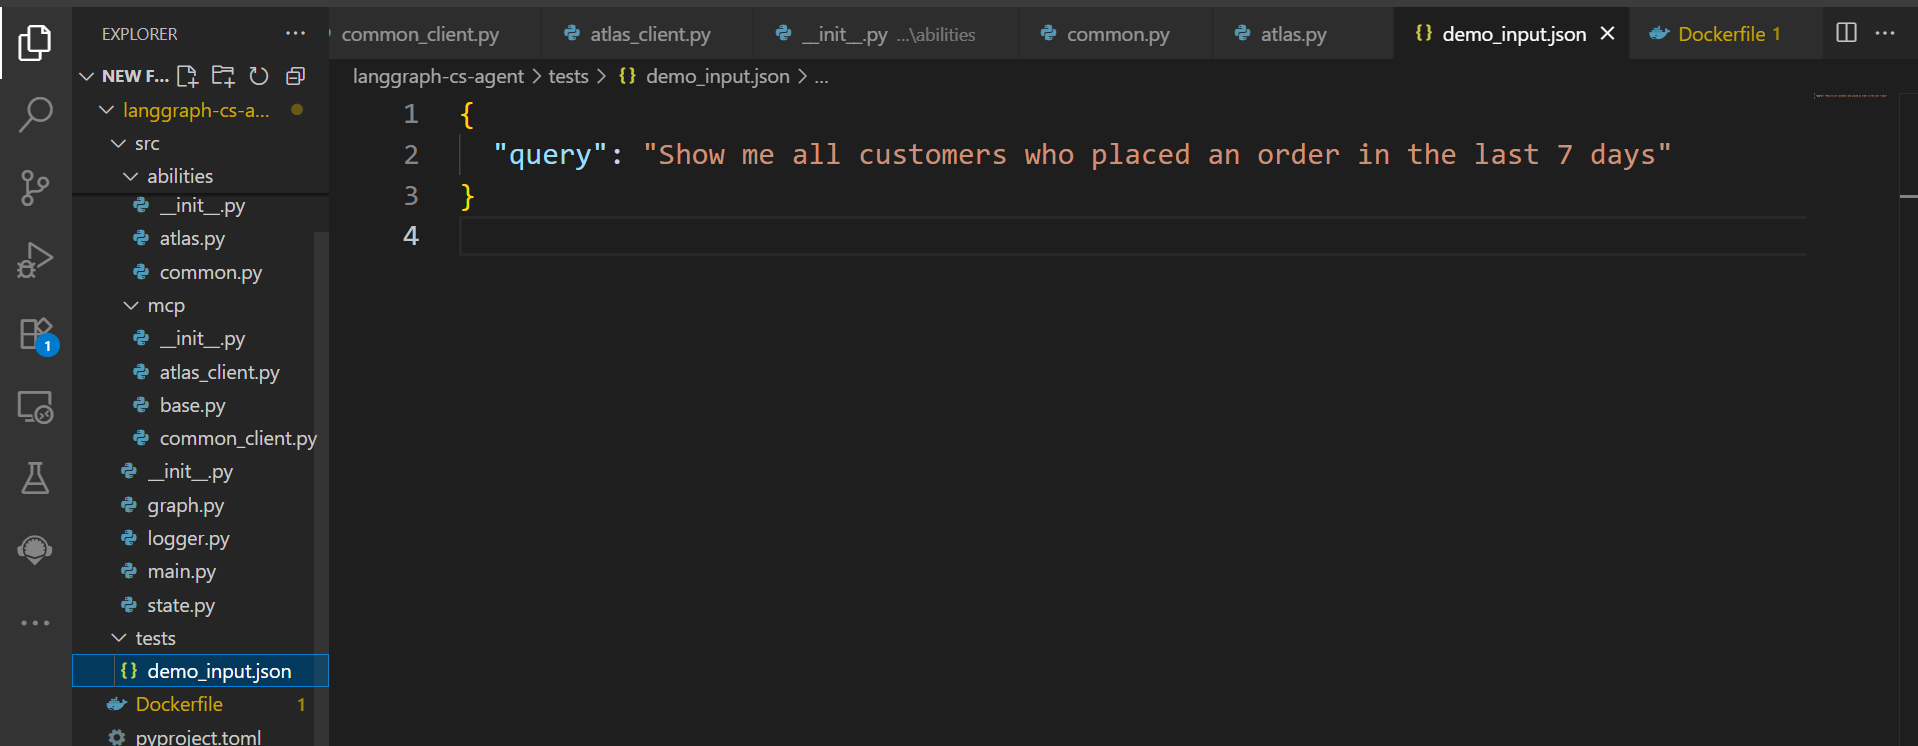 EXPLORER
NEW F...
langgraph-cs-a...
src
abilities
__init__.py
atlas.py
common.py
mcp
__init__.py
atlas_client.py
base.py
common_client.py
__init__.py
graph.py
logger.py
main.py
state.py
tests
demo_input.json
Dockerfile 1
pyproject.toml
1
common_client.py atlas_client.py __init__.py ...\abilities common.py atlas.py {} demo_input.json Dockerfile 1
langgraph-cs-agent > tests > {} demo_input.json > ...
1 {
2 "query": "Show me all customers who placed an order in the last 7 days"
3 }
4